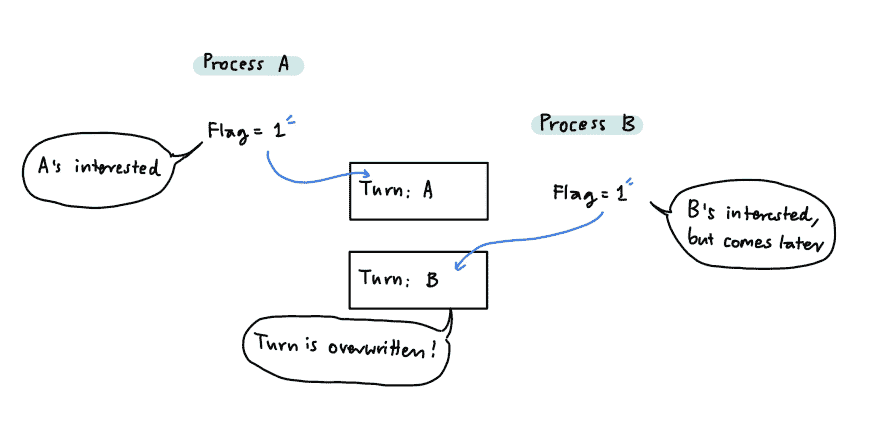 Process A
Flag = 1
A's interested
Turn: A
Process B
Flag = 1
B's interested,
but comes later
Turn: B
Turn is overwritten!